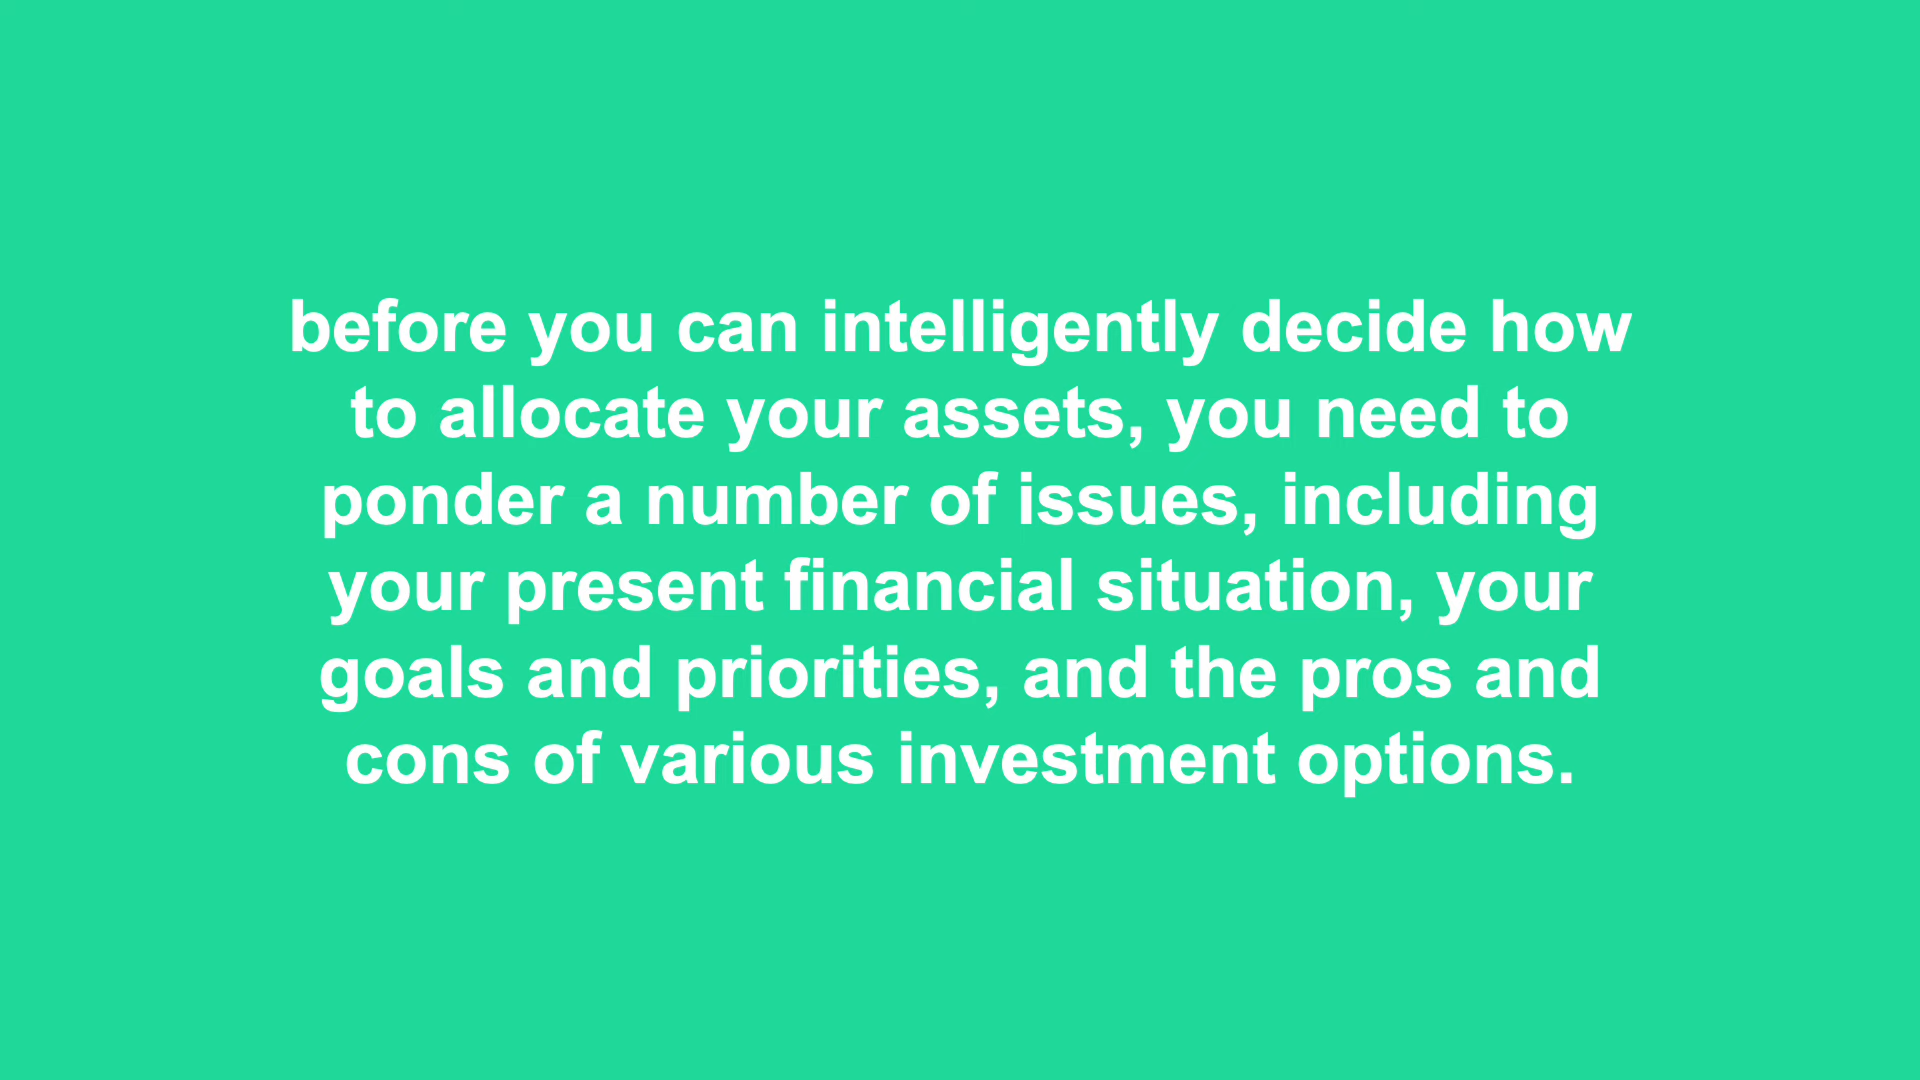 before you can intelligently decide how
to allocate your assets, you need to
ponder a number of issues, including
your present financial situation, your
goals and priorities, and the pros and
cons of various investment options.